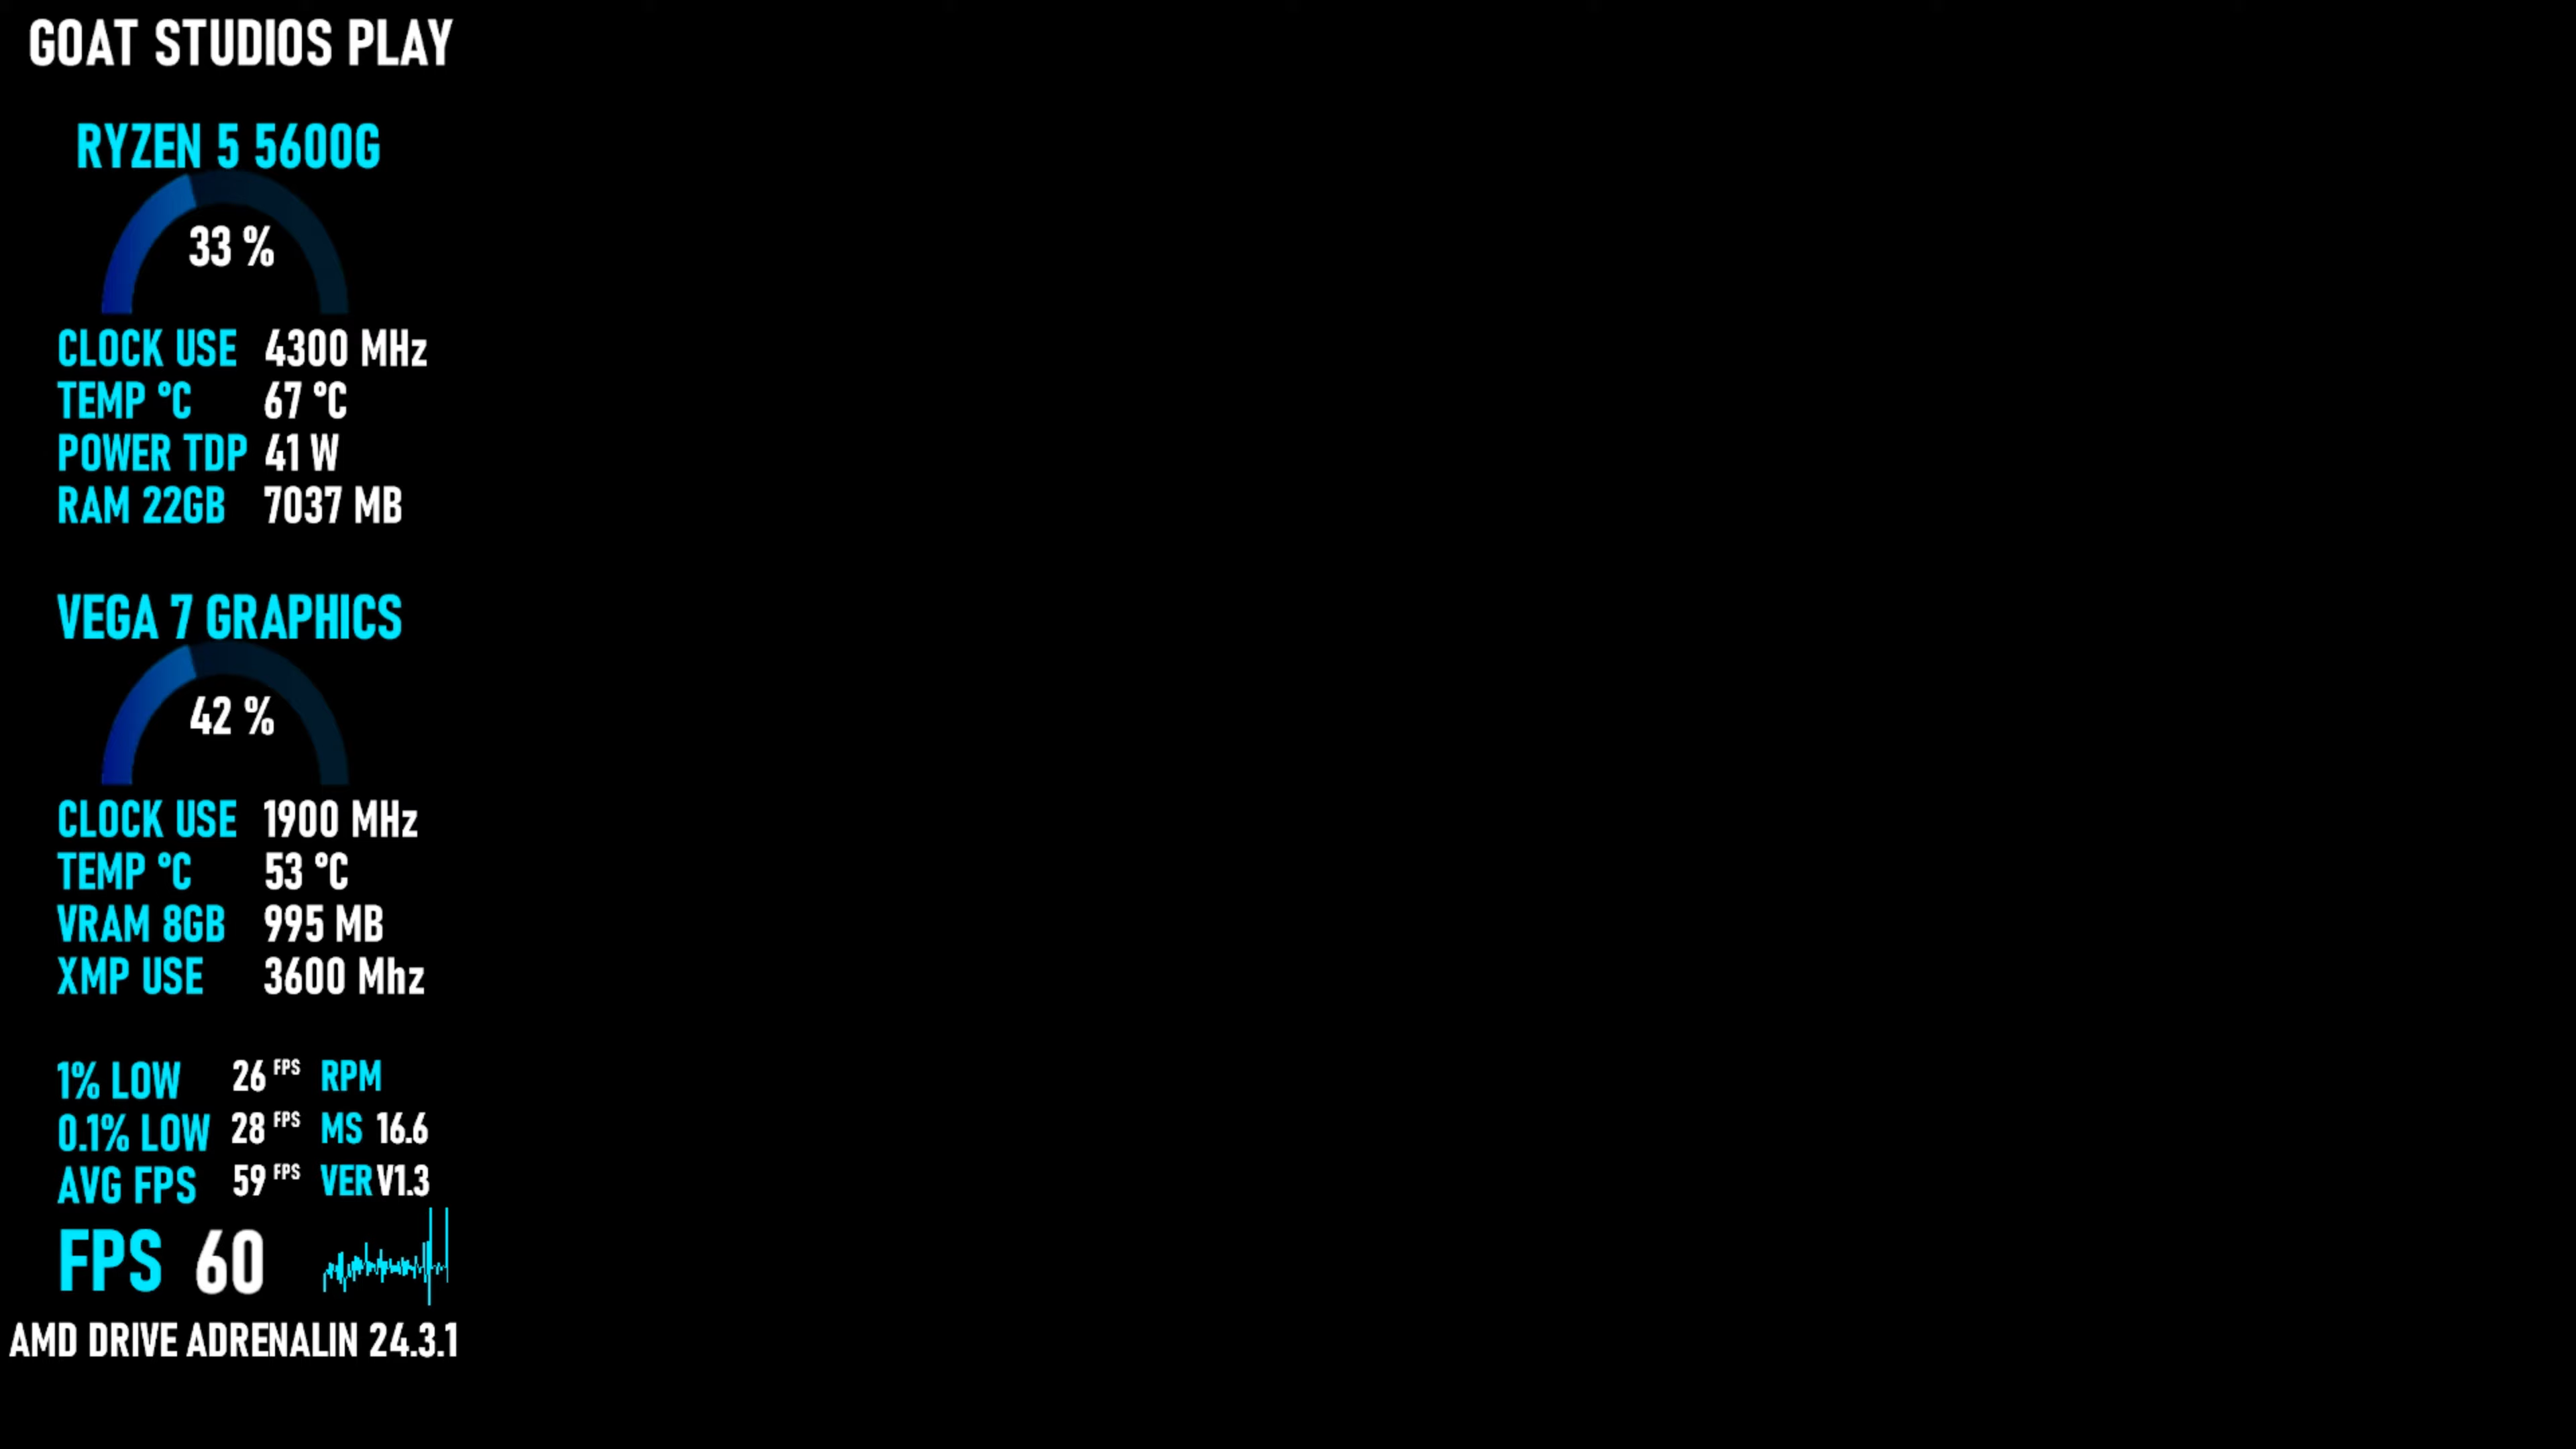 GOAT STUDIOS PLAY
RYZEN 5 5600G
33 %
CLOCK USE 4300 MHz
TEMP °C 67 °C
POWER TDP 41 W
RAM 22GB 7037 MB
VEGA 7 GRAPHICS
42 %
CLOCK USE 1900 MHz
TEMP °C 53 °C
VRAM 8GB 995 MB
XMP USE 3600 Mhz
1% LOW 26 FPS RPM
0.1% LOW 28 FPS MS 16.6
AVG FPS 59 FPS VER V1.3
FPS 60
AMD DRIVE ADRENALIN 24.3.1